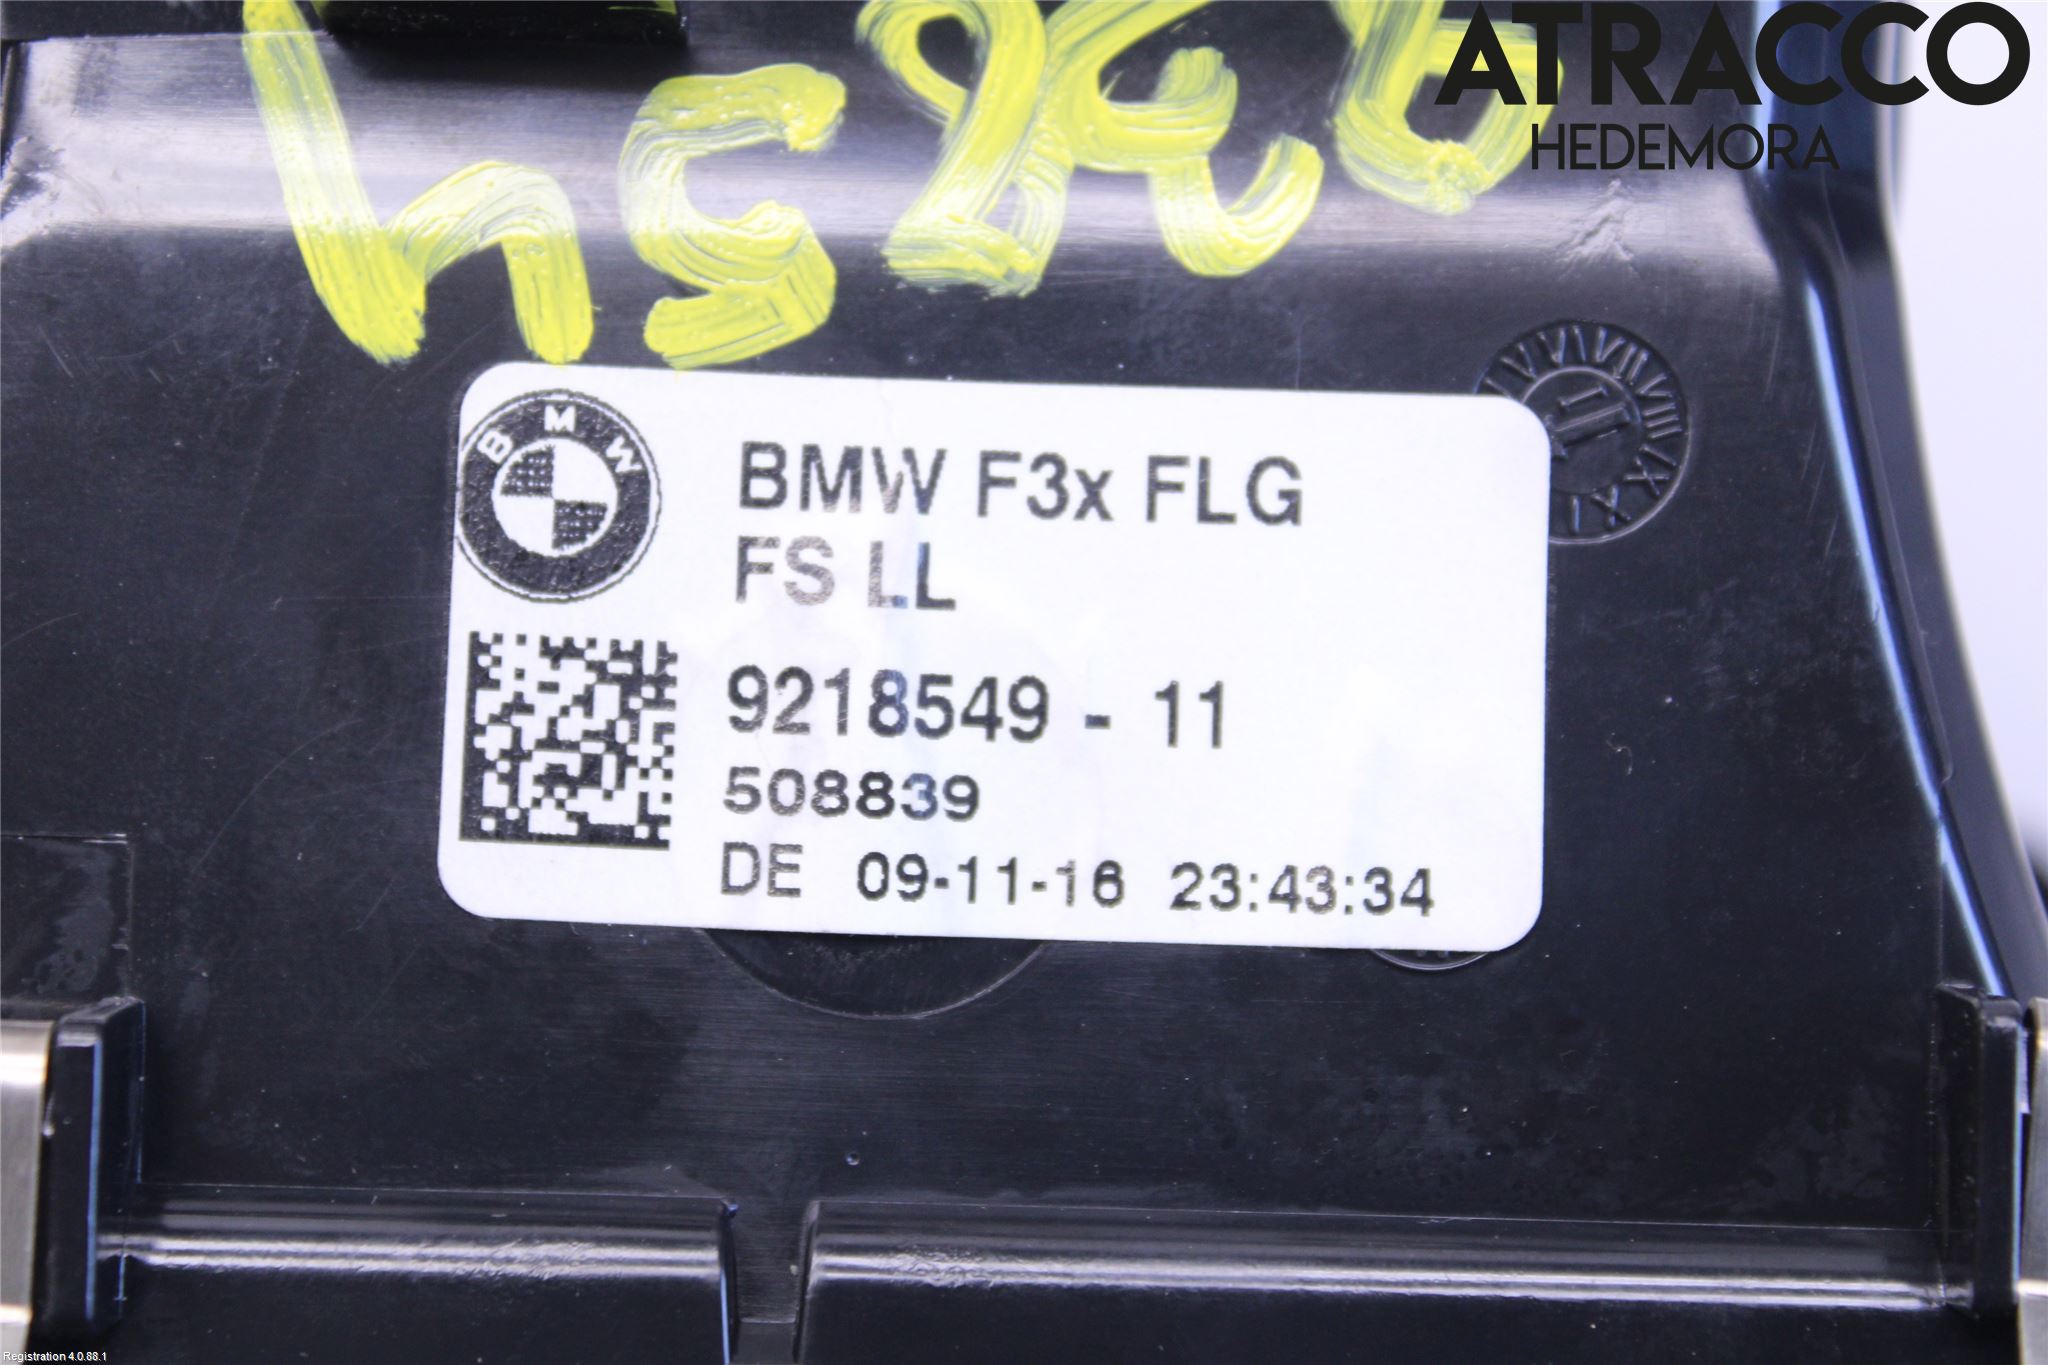 ATRACCO
HEDEMORA
BMW
BMW F3x FLG
FS LL
9218549 - 11
508839
DE 09-11-16 23:43:34
Registration 4.0.88.1